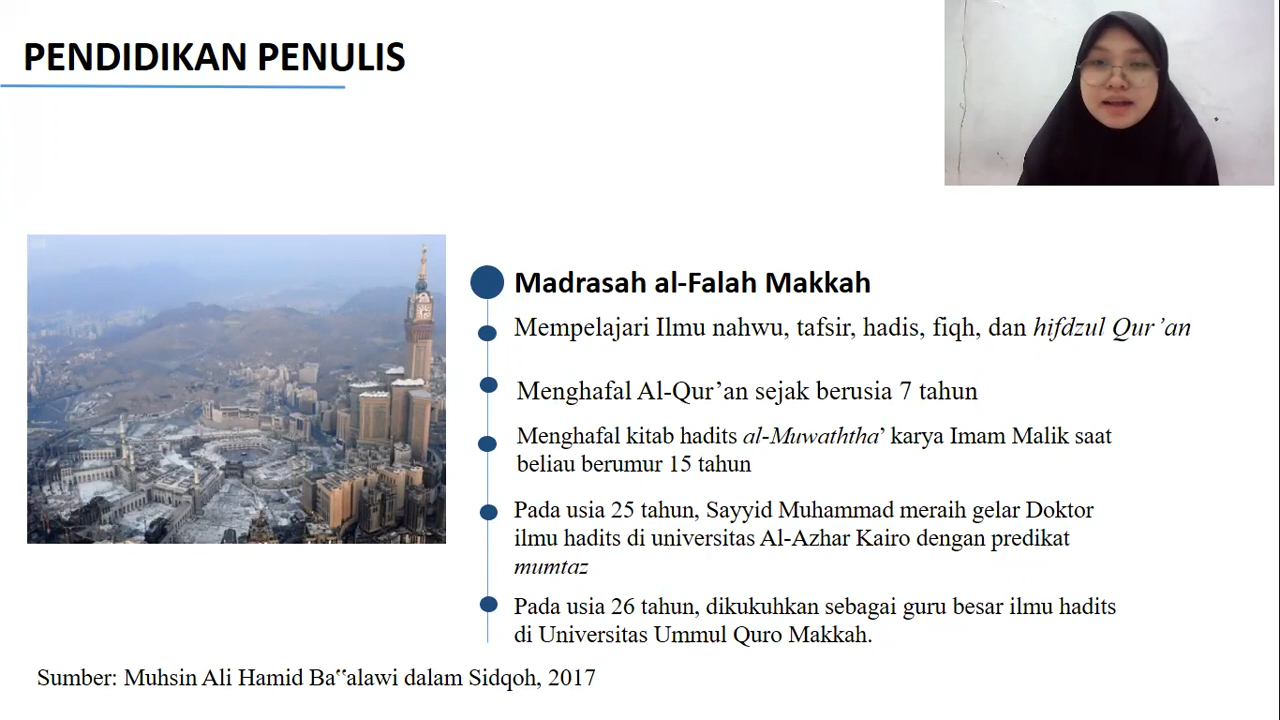 PENDIDIKAN PENULIS
Madrasah al-Falah Makkah
Mempelajari Ilmu nahwu, tafsir, hadis, fiqh, dan hifdzul Qur’an
Menghafal Al-Qur’an sejak berusia 7 tahun
Menghafal kitab hadits al-Muwaththa’ karya Imam Malik saat
beliau berumur 15 tahun
Pada usia 25 tahun, Sayyid Muhammad meraih gelar Doktor
ilmu hadits di universitas Al-Azhar Kairo dengan predikat
mumtaz
Pada usia 26 tahun, dikukuhkan sebagai guru besar ilmu hadits
di Universitas Ummul Quro Makkah.
Sumber: Muhsin Ali Hamid Ba‟alawi dalam Sidqoh, 2017